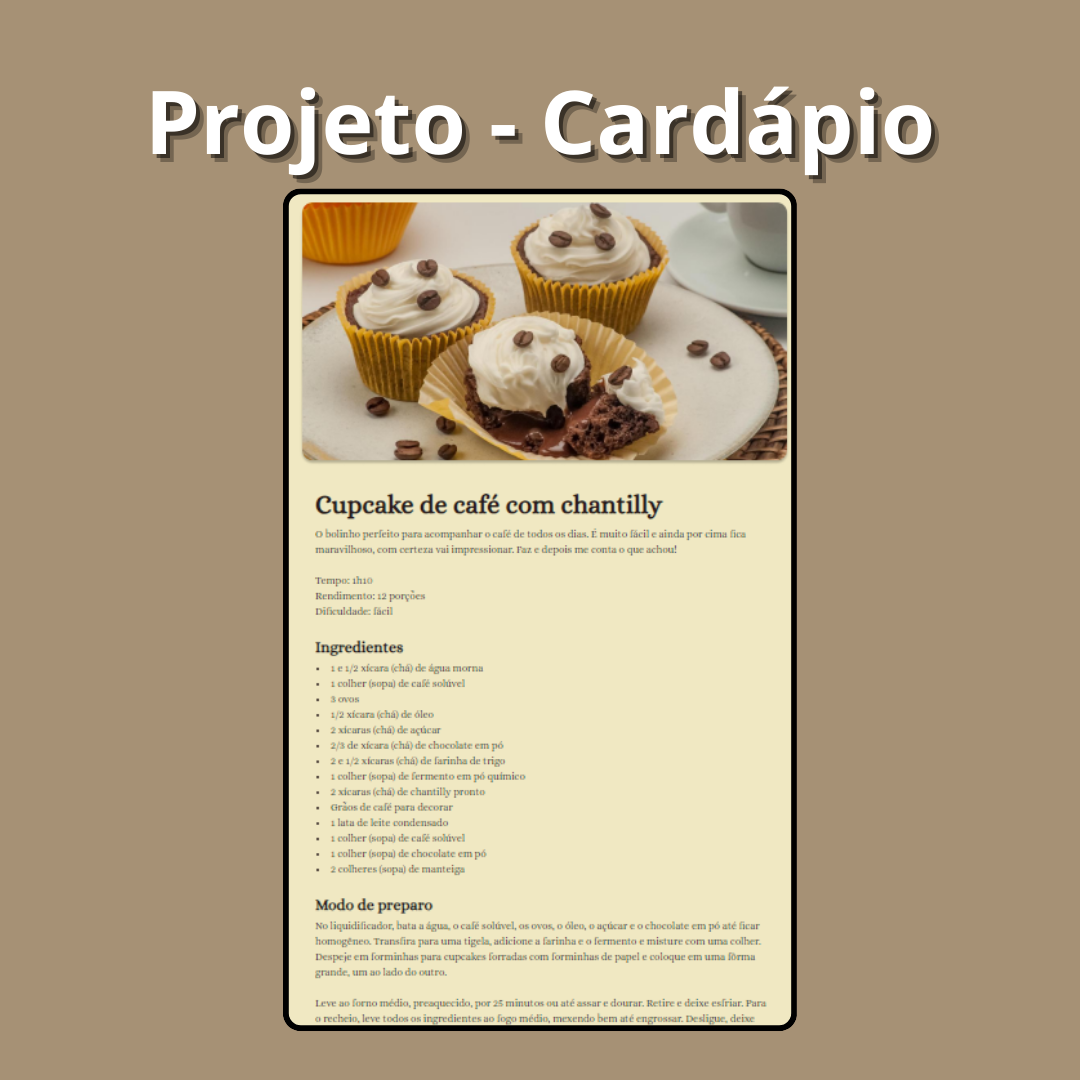 Projeto - Cardápio
Cupcake de café com chantilly
O bolinho perfeito para acompanhar o café de todos os dias. É muito fácil e ainda por cima fica
maravilhoso, com certeza vai impressionar. Faz e depois me conta o que achou!
Tempo: 1h10
Rendimento: 12 porções
Dificuldade: fácil
Ingredientes
• 1 e 1/2 xícara (chá) de água morna
• 1 colher (sopa) de café solúvel
• 3 ovos
• 1/2 xícara (chá) de óleo
• 2 xícaras (chá) de açúcar
• 2/3 de xícara (chá) de chocolate em pó
• 2 e 1/2 xícaras (chá) de farinha de trigo
• 1 colher (sopa) de fermento em pó químico
• 2 xícaras (chá) de chantilly pronto
• Grãos de café para decorar
• 1 lata de leite condensado
• 1 colher (sopa) de café solúvel
• 1 colher (sopa) de chocolate em pó
• 2 colheres (sopa) de manteiga
Modo de preparo
No liquidificador, bata a água, o café solúvel, os ovos, o óleo, o açúcar e o chocolate em pó até ficar
homogêneo. Transfira para uma tigela, adicione a farinha e o fermento e misture com uma colher.
Despeje em forminhas para cupcakes forradas com forminhas de papel e coloque em uma fôrma
grande, um ao lado do outro.
Leve ao forno médio, preaquecido, por 25 minutos ou até assar e dourar. Retire e deixe esfriar. Para
o recheio, leve todos os ingredientes ao fogo médio, mexendo bem até engrossar. Desligue, deixe